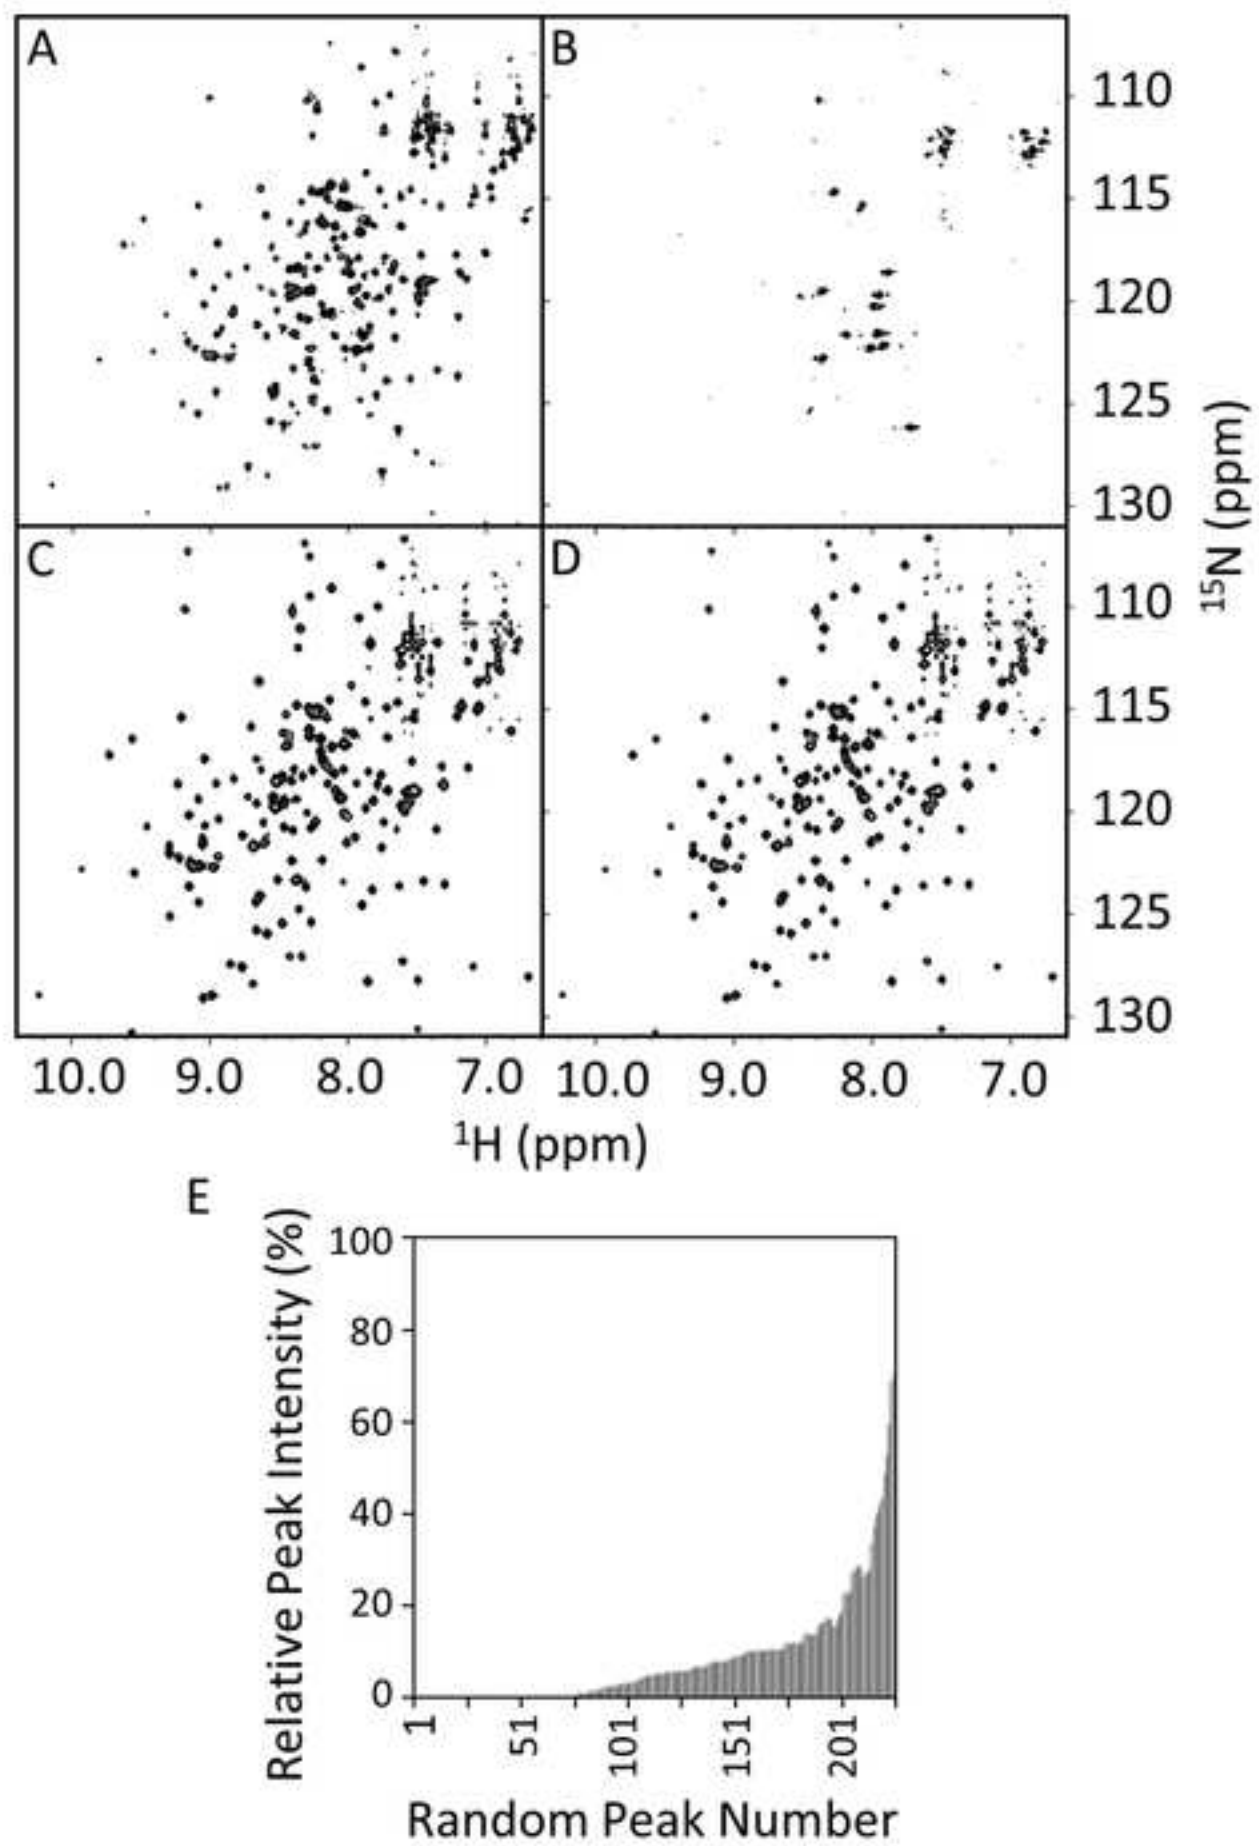 A
B
110
115
120
125
130
C
D
110
115
120
125
130
¹⁵N (ppm)
10.0 9.0 8.0 7.0 10.0 9.0 8.0 7.0
¹H (ppm)
E
Relative Peak Intensity (%)
100
80
60
40
20
0
1 51 101 151 201
Random Peak Number